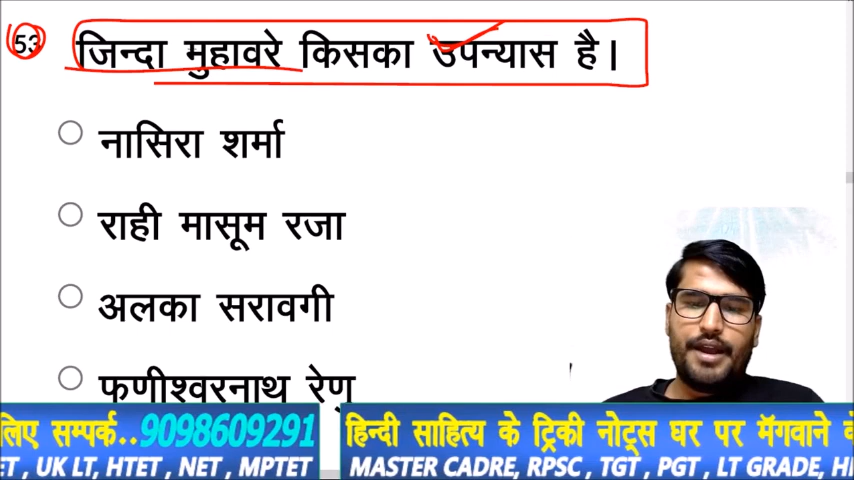 53
जिन्दा मुहावरे किसका उपन्यास है।
नासिरा शर्मा
राही मासूम रजा
अलका सरावगी
फणीश्वरनाथ रेणु
लिए सम्पर्क..9098609291
हिन्दी साहित्य के ट्रिकी नोट्स घर पर मॅगवाने
ET , UK LT, HTET , NET , MPTET
MASTER CADRE, RPSC , TGT , PGT , LT GRADE,